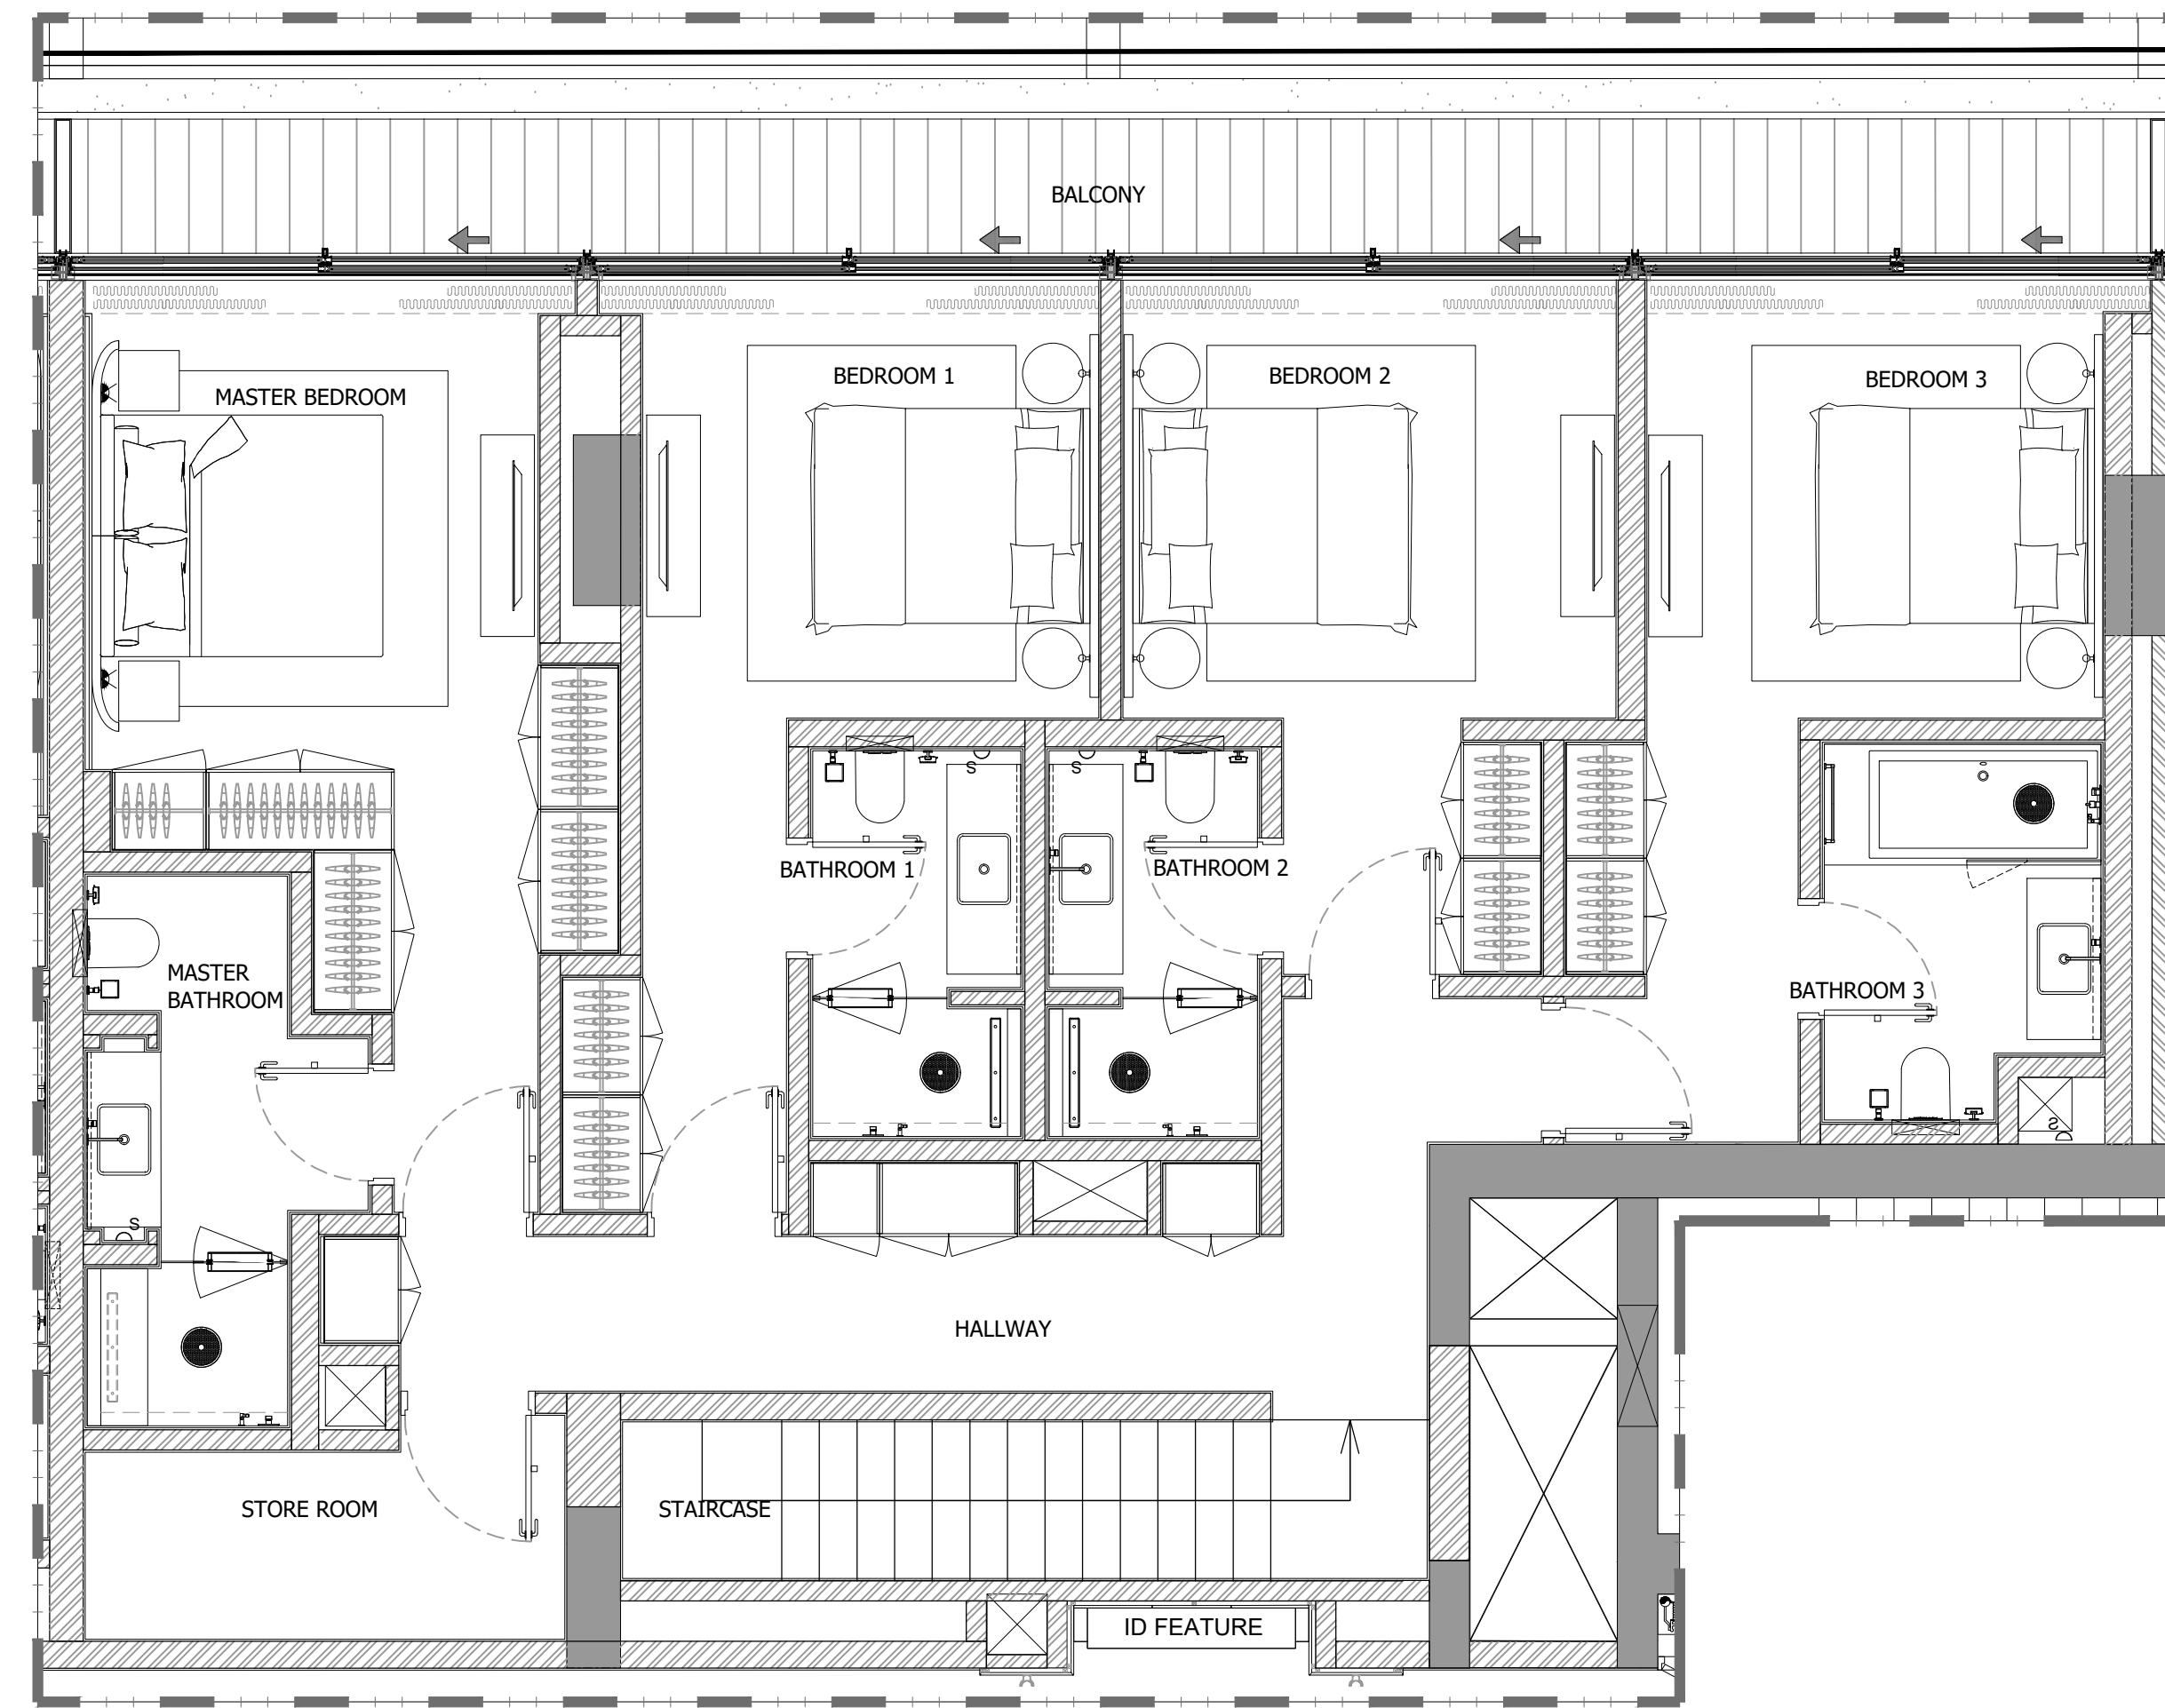 BALCONY
MASTER BEDROOM
BEDROOM 1
BEDROOM 2
BEDROOM 3
S
S
BATHROOM 1
BATHROOM 2
MASTER
BATHROOM
BATHROOM 3
S
S
HALLWAY
STORE ROOM
STAIRCASE
ID FEATURE